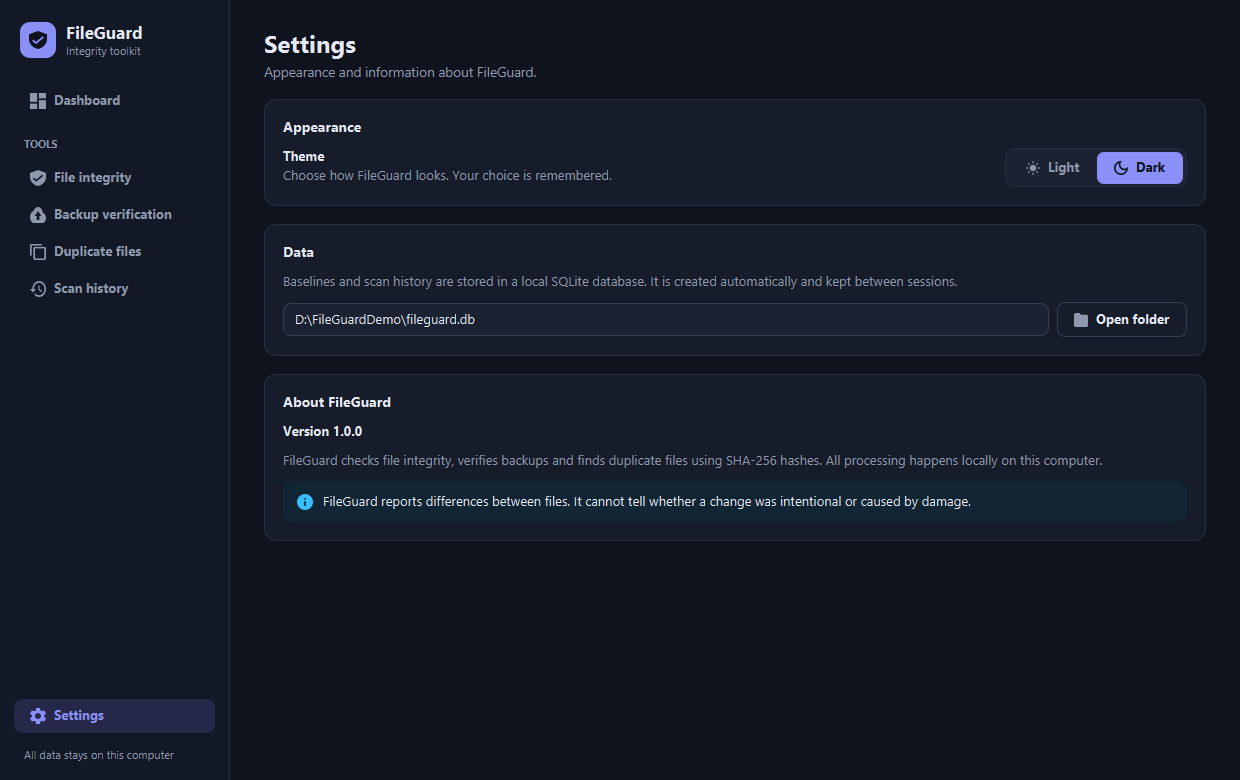 FileGuard
Integrity toolkit
Dashboard
TOOLS
File integrity
Backup verification
Duplicate files
Scan history
Settings
All data stays on this computer
Settings
Appearance and information about FileGuard.
Appearance
Theme
Choose how FileGuard looks. Your choice is remembered.
Light
Dark
Data
Baselines and scan history are stored in a local SQLite database. It is created automatically and kept between sessions.
D:\FileGuardDemo\fileguard.db
Open folder
About FileGuard
Version 1.0.0
FileGuard checks file integrity, verifies backups and finds duplicate files using SHA-256 hashes. All processing happens locally on this computer.
FileGuard reports differences between files. It cannot tell whether a change was intentional or caused by damage.